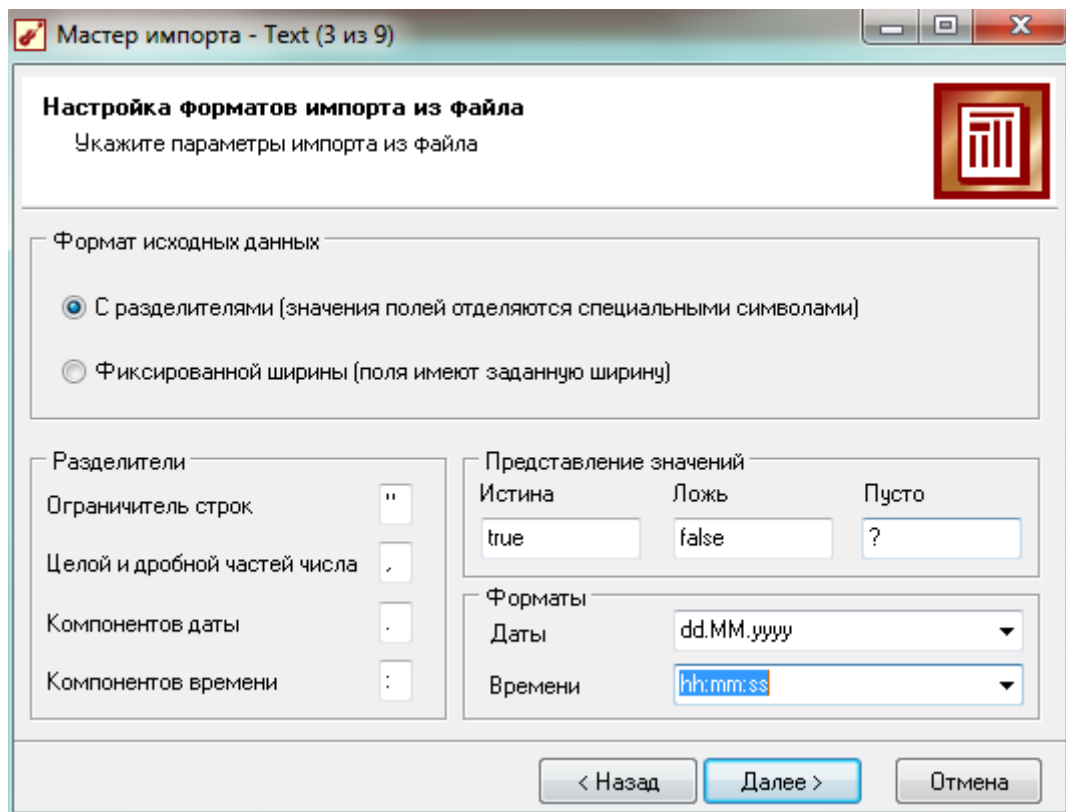 Мастер импорта - Text (3 из 9)
Настройка форматов импорта из файла
Укажите параметры импорта из файла
Формат исходных данных
С разделителями (значения полей отделяются специальными символами)
Фиксированной ширины (поля имеют заданную ширину)
Разделители
Ограничитель строк "
Целой и дробной частей числа ,
Компонентов даты .
Компонентов времени :
Представление значений
Истина Ложь Пусто
true false ?
Форматы
Даты dd.MM.yyyy
Времени hh:mm:ss
< Назад Далее > Отмена